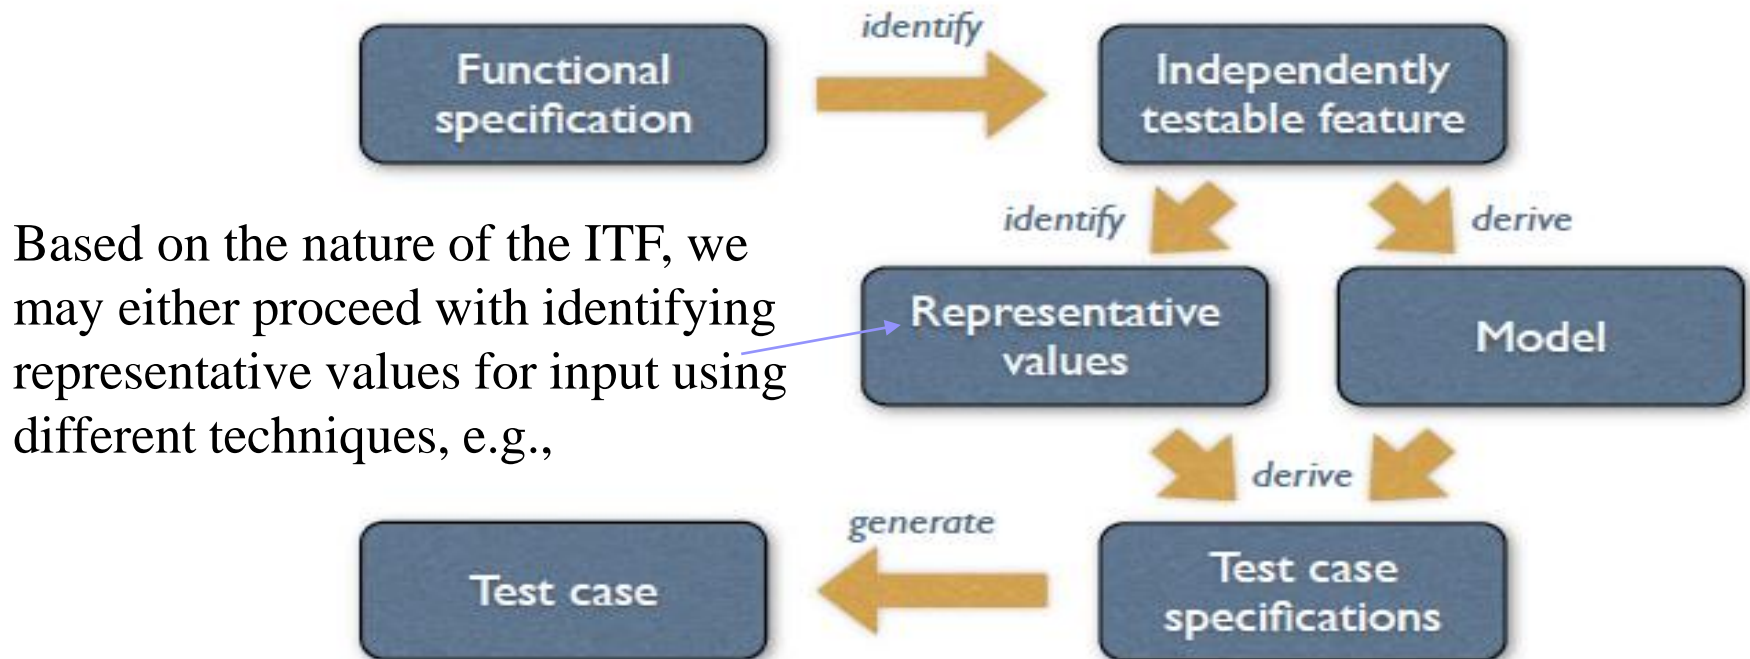 identify
Functional
specification
Independently
testable feature
identify
derive
Based on the nature of the ITF, we
may either proceed with identifying
representative values for input using
different techniques, e.g.,
Representative
values
Model
derive
generate
Test case
Test case
specifications